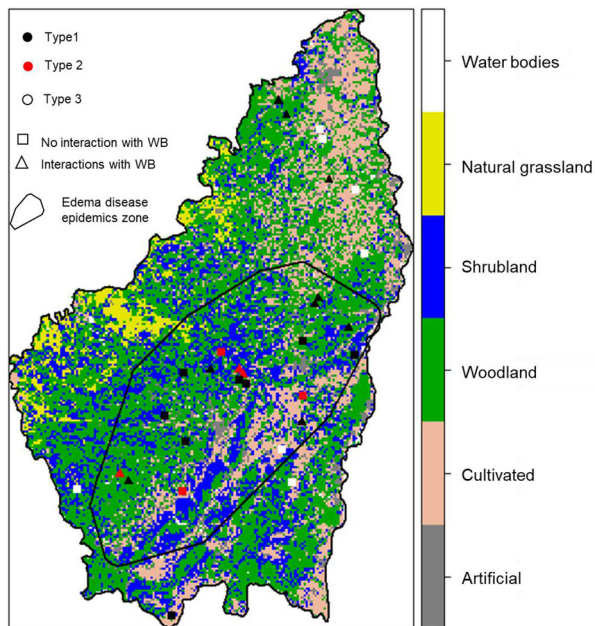 Type1
Type 2
Type 3
No interaction with WB
Interactions with WB
Edema disease
epidemics zone
Water bodies
Natural grassland
Shrubland
Woodland
Cultivated
Artificial